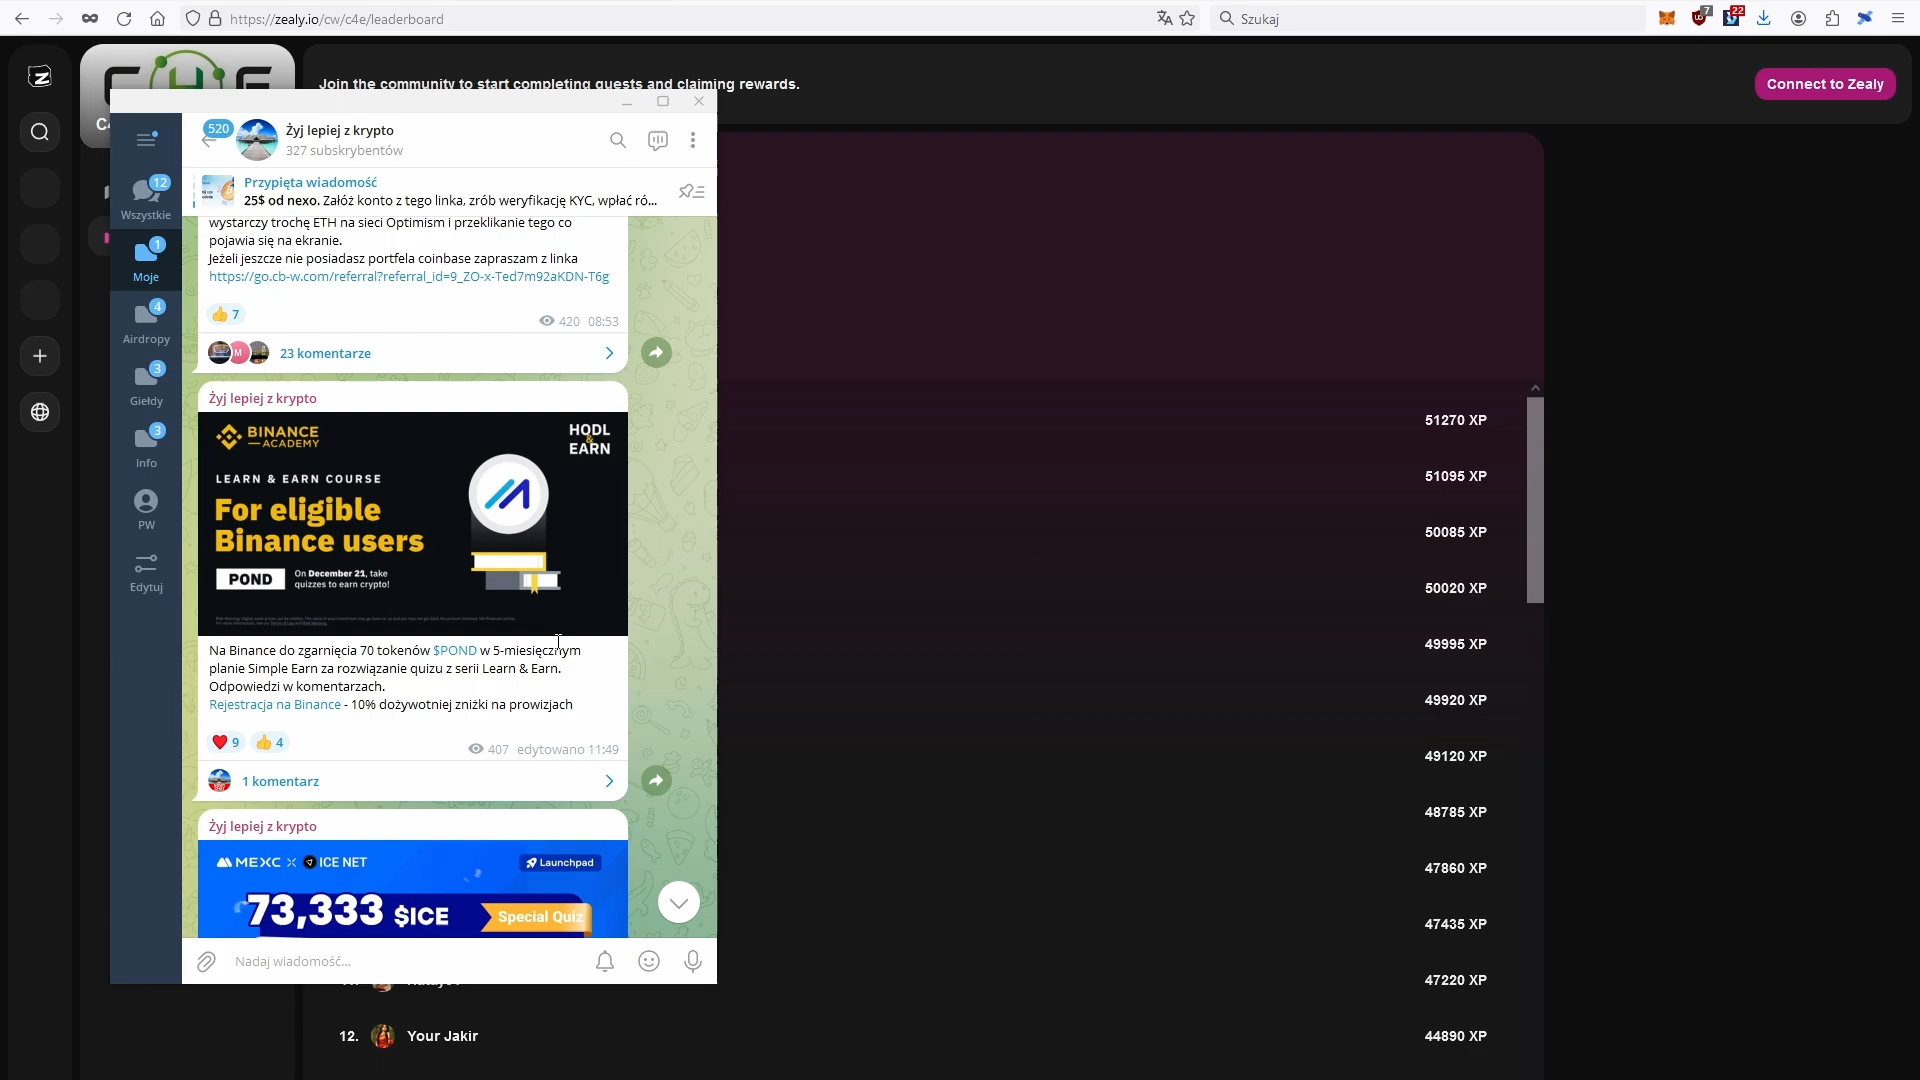 https://zealy.io/cw/c4e/leaderboard
Szukaj
7
22
Join the community to start completing quests and claiming rewards.
Connect to Zealy
520
Żyj lepiej z krypto
327 subskrybentów
Przypięta wiadomość
25$ od nexo. Załóż konto z tego linka, zrób weryfikację KYC, wpłać ró...
12
Wszystkie
1
Moje
4
Airdropy
3
Giełdy
3
Info
PW
Edytuj
wystarczy trochę ETH na sieci Optimism i przeklikanie tego co
pojawia się na ekranie.
Jeżeli jeszcze nie posiadasz portfela coinbase zapraszam z linka
https://go.cb-w.com/referral?referral_id=9_ZO-x-Ted7m92aKDN-T6g
👍 7
420 08:53
M
23 komentarze
Żyj lepiej z krypto
BINANCE
ACADEMY
HODL
&
EARN
LEARN & EARN COURSE
For eligible
Binance users
POND
On December 21, take
quizzes to earn crypto!
Na Binance do zgarnięcia 70 tokenów $POND w 5-miesięcznym
planie Simple Earn za rozwiązanie quizu z serii Learn & Earn.
Odpowiedzi w komentarzach.
Rejestracja na Binance - 10% dożywotniej zniżki na prowizjach
❤️ 9 👍 4
407 edytowano 11:49
1 komentarz
Żyj lepiej z krypto
MEXC X ICE NET
Launchpad
73,333 $ICE
Special Quiz
Nadaj wiadomość...
51270 XP
51095 XP
50085 XP
50020 XP
49995 XP
49920 XP
49120 XP
48785 XP
47860 XP
47435 XP
47220 XP
12. Your Jakir 44890 XP